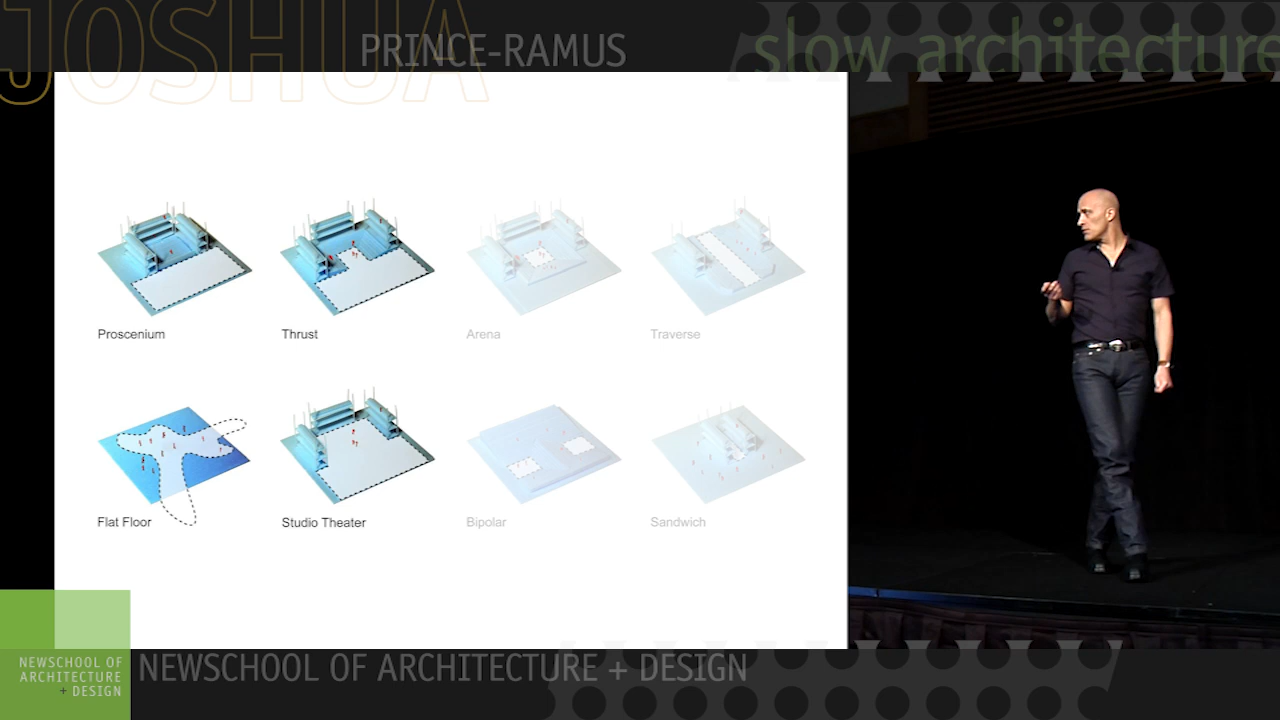 JOSHUA
PRINCE-RAMUS
slow architecture
Proscenium
Thrust
Arena
Traverse
Flat Floor
Studio Theater
Bipolar
Sandwich
NEWSCHOOL OF
ARCHITECTURE
+ DESIGN
NEWSCHOOL OF ARCHITECTURE + DESIGN